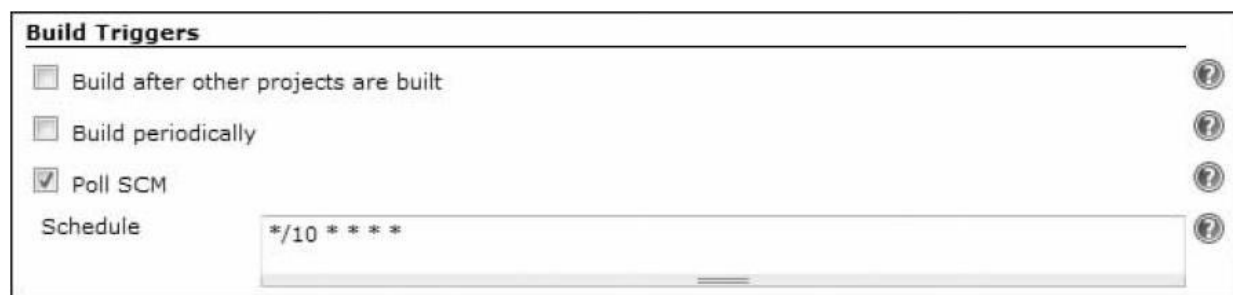 Build Triggers
Build after other projects are built
Build periodically
Poll SCM
Schedule
*/10 * * * *